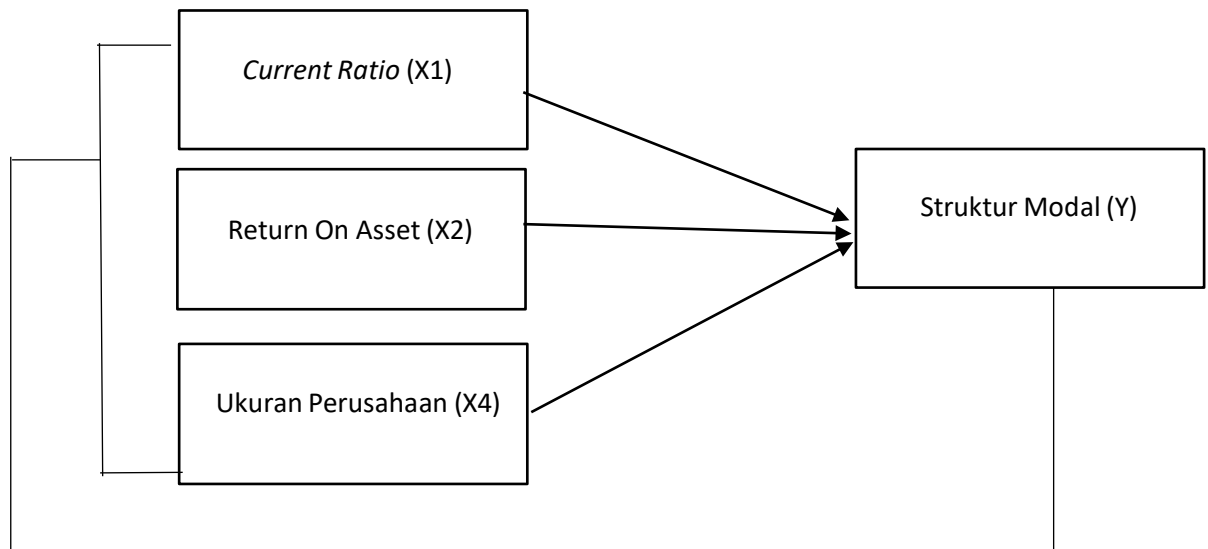 Current Ratio (X1)
Return On Asset (X2)
Ukuran Perusahaan (X4)
Struktur Modal (Y)